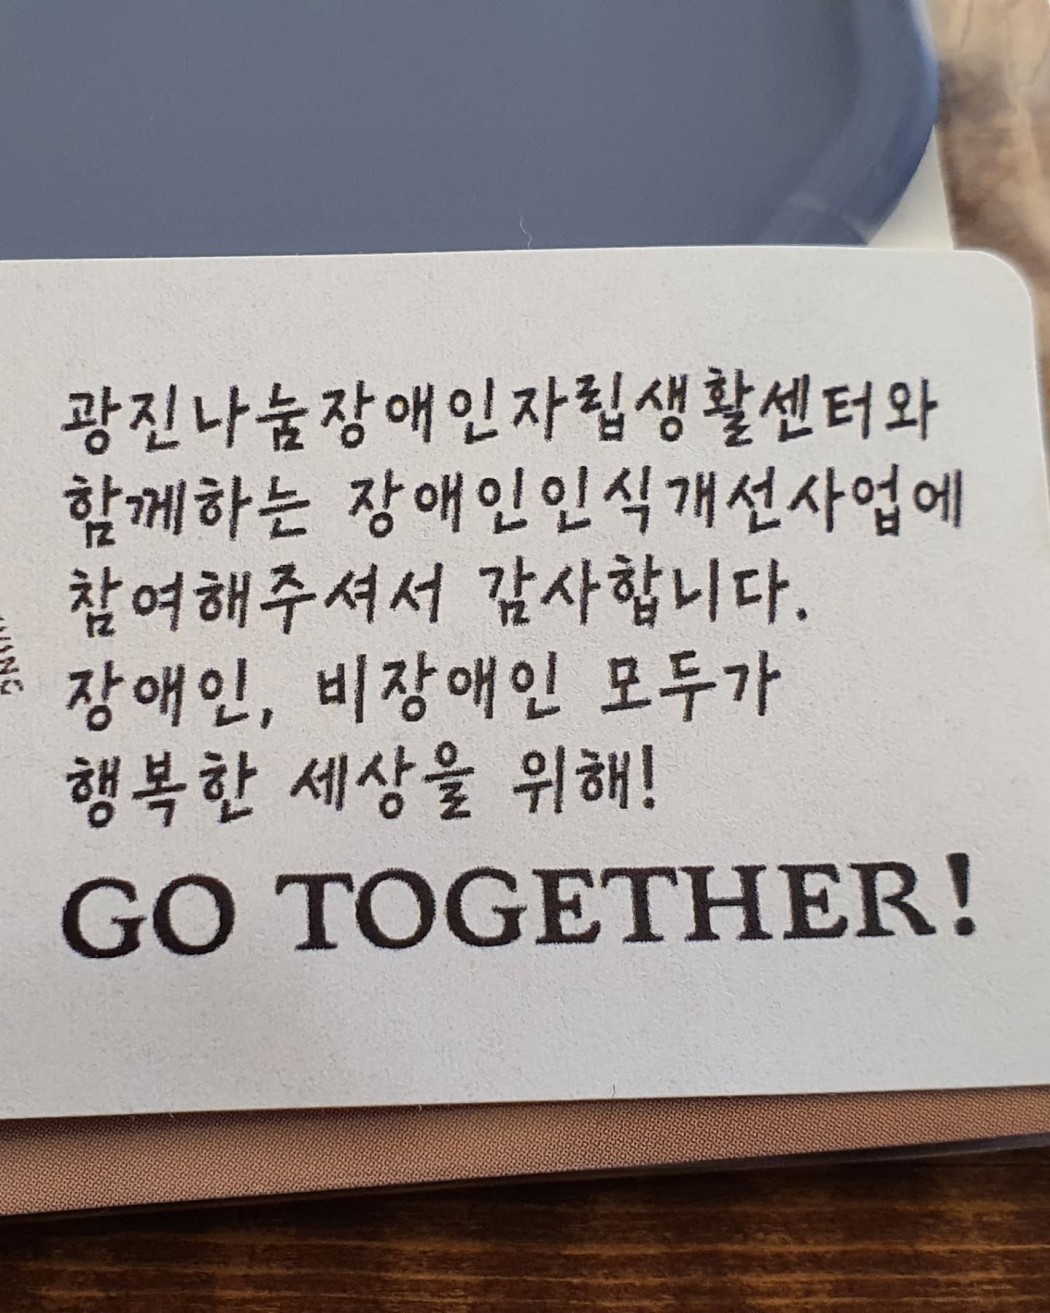 광진나눔장애인자립생활센터와
함께하는 장애인인식개선사업에
참여해주셔서 감사합니다.
장애인, 비장애인 모두가
행복한 세상을 위해!
GO TOGETHER!